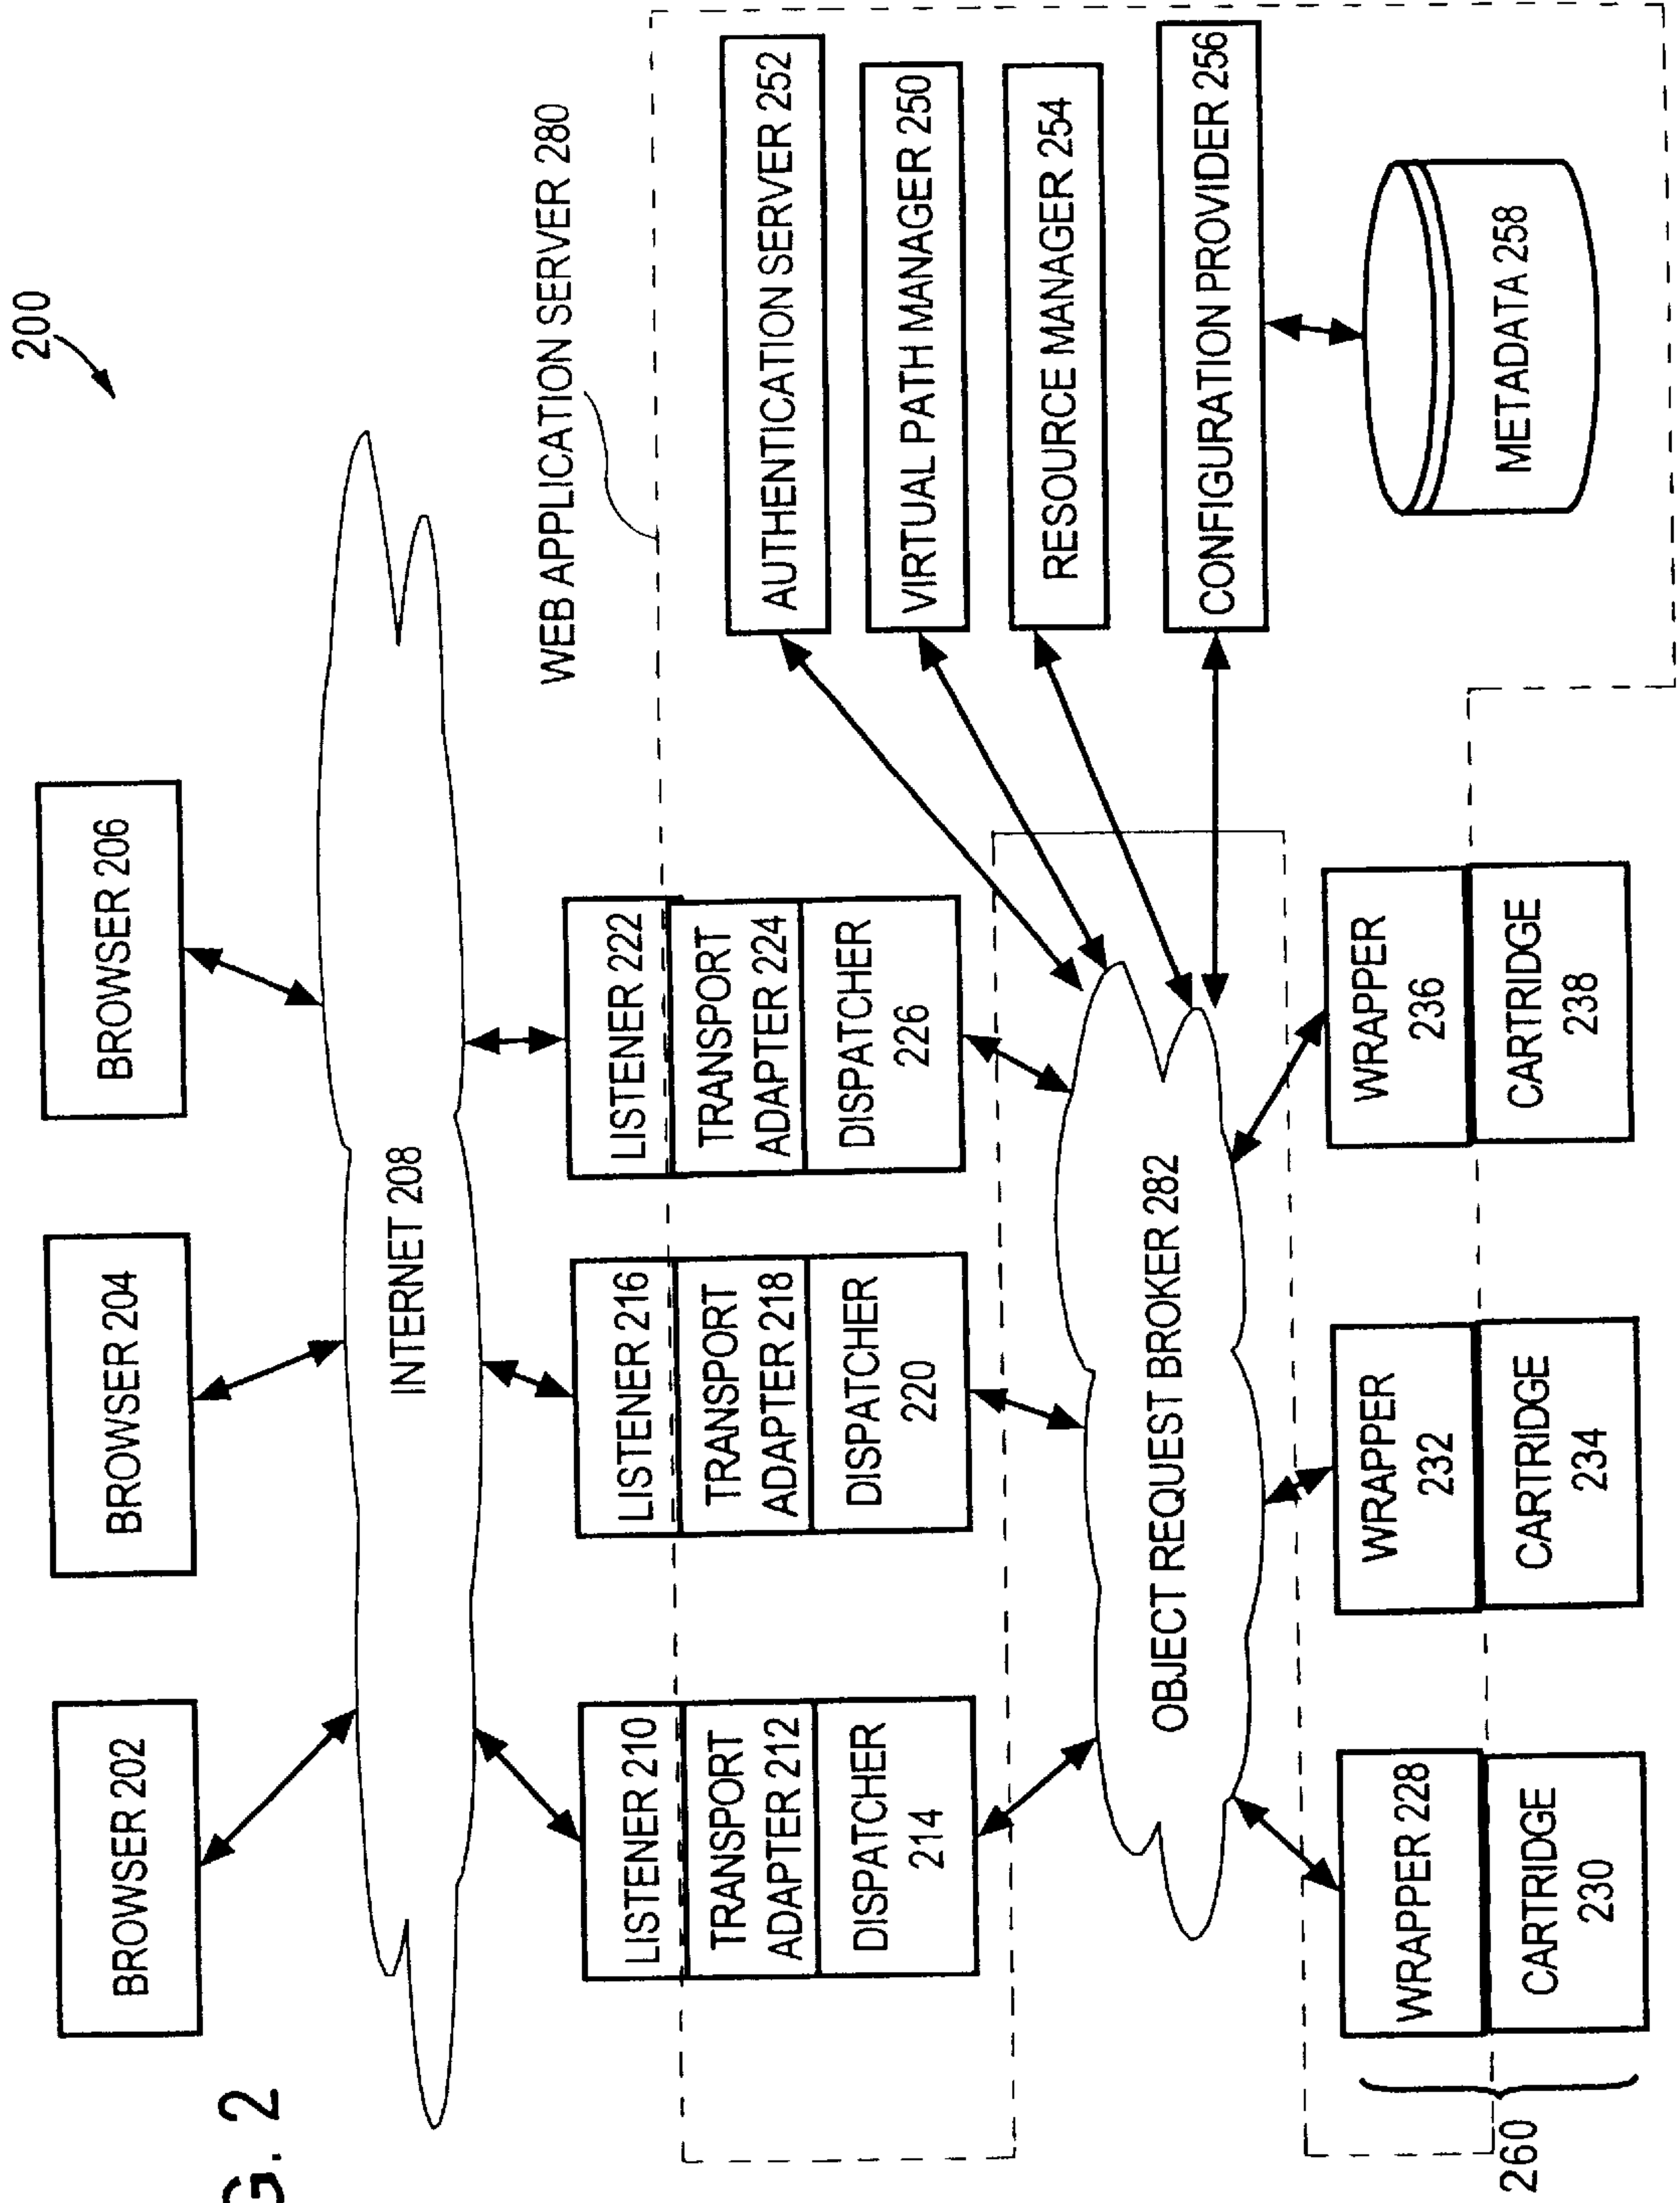 200
BROWSER 202
BROWSER 204
BROWSER 206
INTERNET 208
WEB APPLICATION SERVER 280
LISTENER 210
TRANSPORT
ADAPTER 212
DISPATCHER
214
LISTENER 216
TRANSPORT
ADAPTER 218
DISPATCHER
220
LISTENER 222
TRANSPORT
ADAPTER 224
DISPATCHER
226
AUTHENTICATION SERVER 252
VIRTUAL PATH MANAGER 250
RESOURCE MANAGER 254
CONFIGURATION PROVIDER 256
METADATA 258
OBJECT REQUEST BROKER 282
WRAPPER 228
CARTRIDGE
230
WRAPPER
232
CARTRIDGE
234
WRAPPER
236
CARTRIDGE
238
260
G. 2